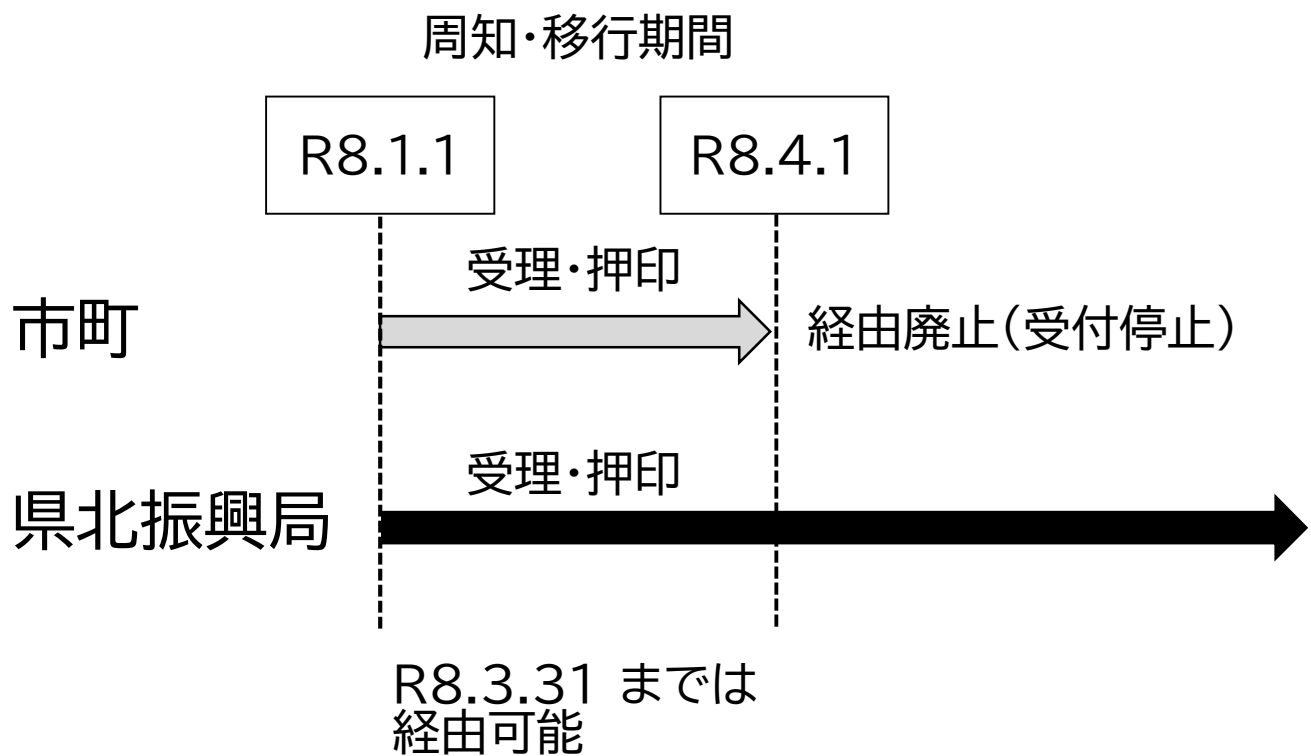 周知・移行期間
R8.1.1
R8.4.1
受理・押印
市町
経由廃止(受付停止)
受理・押印
県北振興局
R8.3.31 までは
経由可能